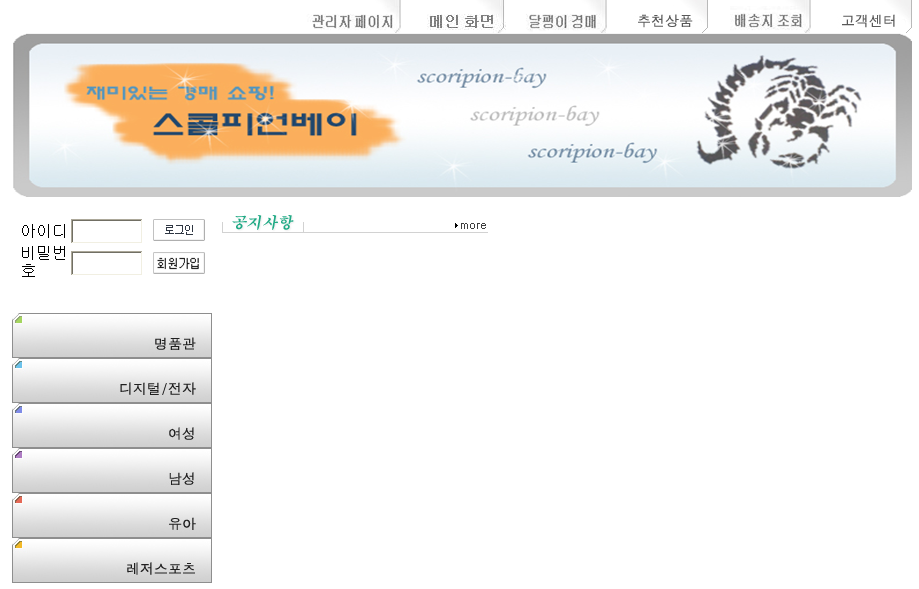 관리자 페이지 메인 화면 달팽이 경매 추천상품 배송지 조회 고객센터
재미있는 경매 쇼핑!
스콜피언베이
scoripion-bay
scoripion-bay
scoripion-bay
아이디 로그인
비밀번
호 회원가입
공지사항 more
명품관
디지털/전자
여성
남성
유아
레저스포츠